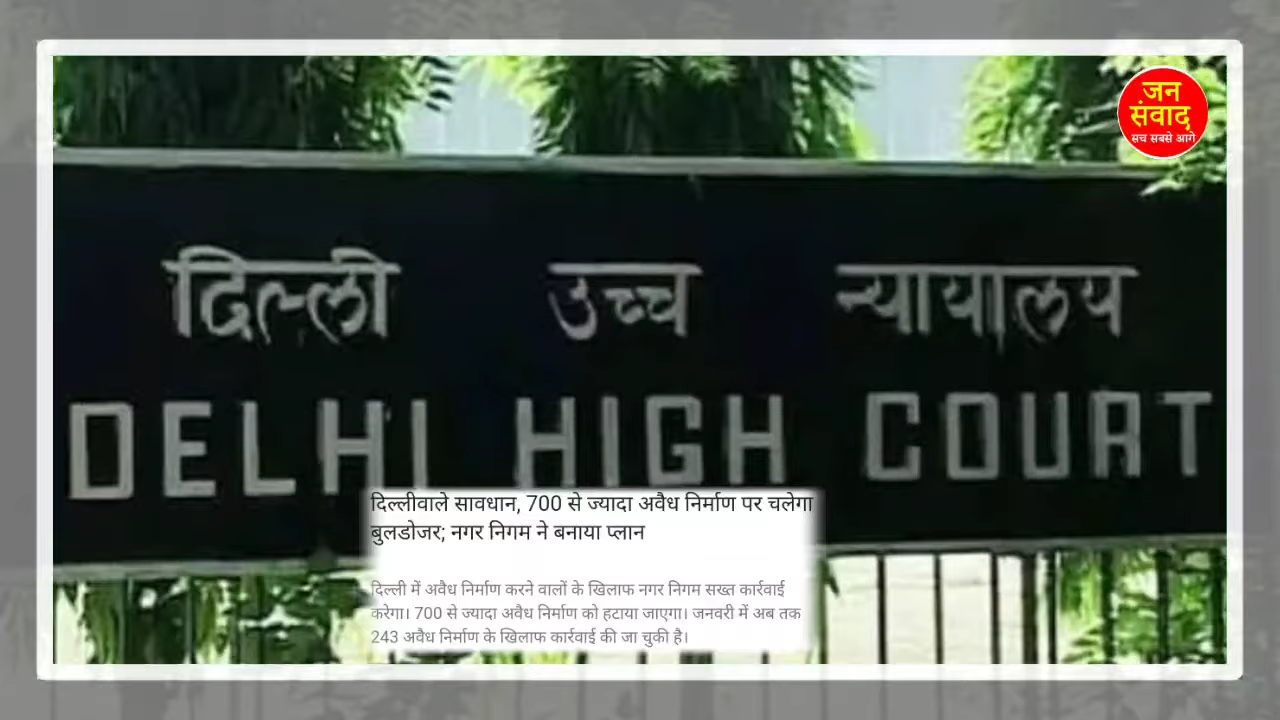 जन
संवाद
सच सबसे आगे
दिल्ली उच्च न्यायालय
DELHI HIGH COURT
दिल्लीवाले सावधान, 700 से ज्यादा अवैध निर्माण पर चलेगा
बुलडोजर; नगर निगम ने बनाया प्लान
दिल्ली में अवैध निर्माण करने वालों के खिलाफ नगर निगम सख्त कार्रवाई
करेगा। 700 से ज्यादा अवैध निर्माण को हटाया जाएगा। जनवरी में अब तक
243 अवैध निर्माण के खिलाफ कार्रवाई की जा चुकी है।